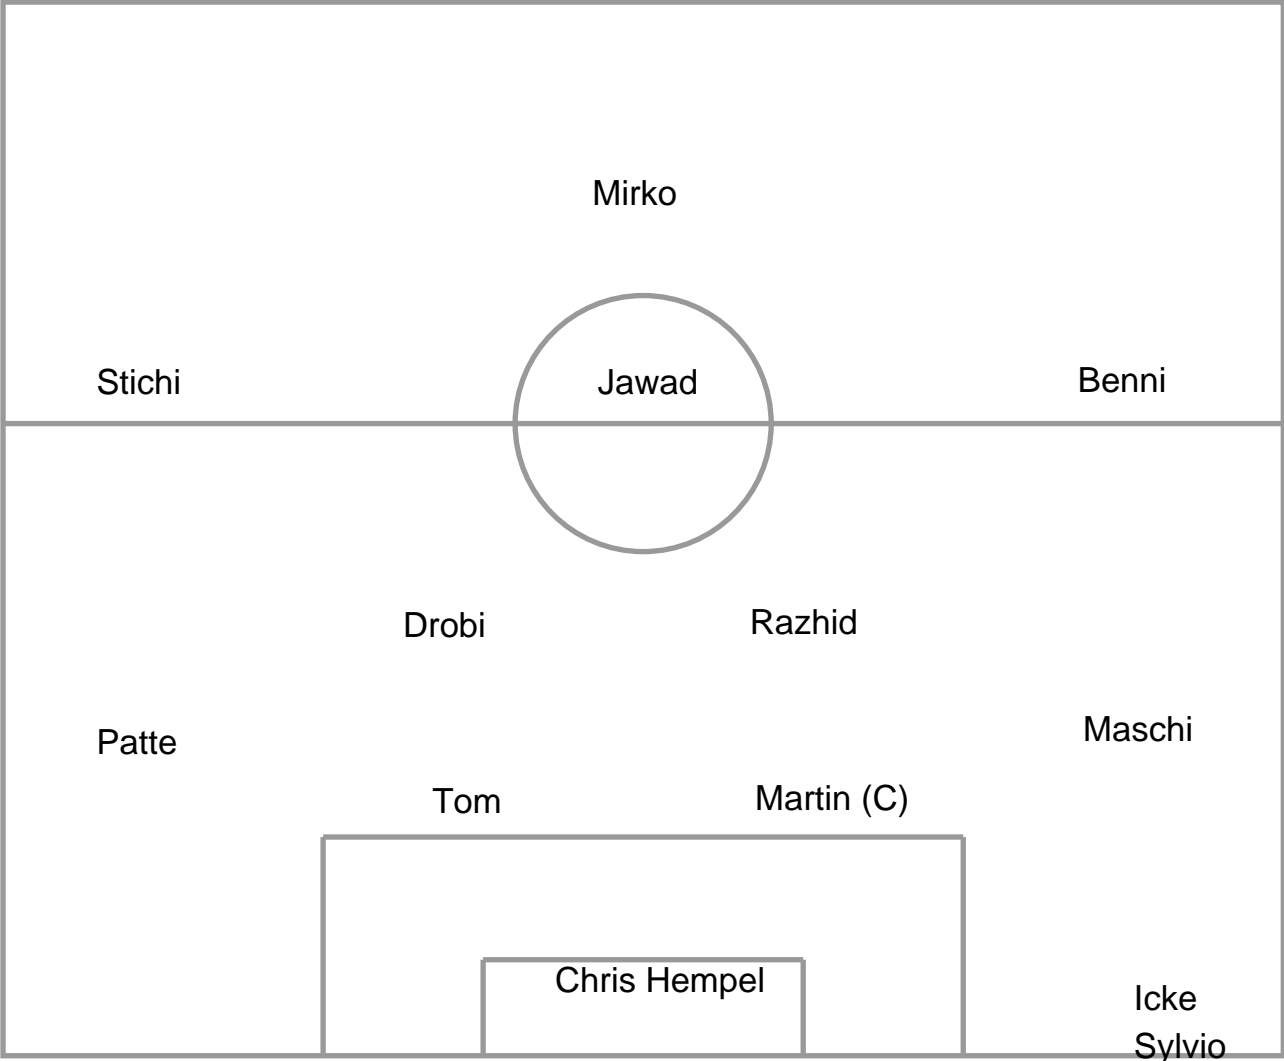 Mirko
Stichi
Jawad
Benni
Drobi
Razhid
Patte
Maschi
Tom
Martin (C)
Chris Hempel
Icke
Sylvio